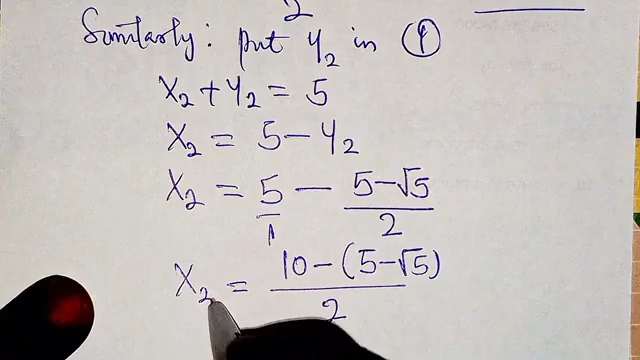 2
Similarly: put y₂ in ①
x₂ + y₂ = 5
x₂ = 5 - y₂
x₂ = 5/1 - (5-√5)/2
x₂ = (10-(5-√5))/2